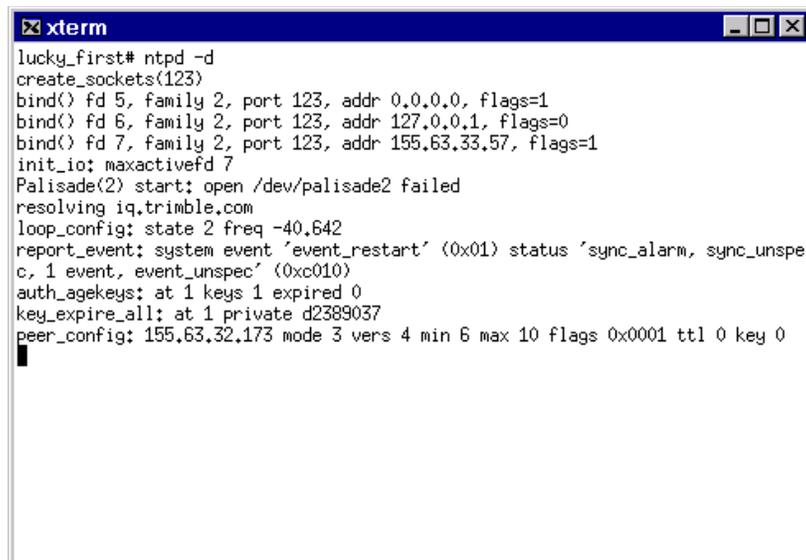 xterm
lucky_first# ntpd -d
create_sockets(123)
bind() fd 5, family 2, port 123, addr 0.0.0.0, flags=1
bind() fd 6, family 2, port 123, addr 127.0.0.1, flags=0
bind() fd 7, family 2, port 123, addr 155.63.33.57, flags=1
init_io: maxactivefd 7
Palisade(2) start: open /dev/palisade2 failed
resolving iq.trimble.com
loop_config: state 2 freq -40.642
report_event: system event 'event_restart' (0x01) status 'sync_alarm, sync_unspe
c, 1 event, event_unspec' (0xc010)
auth_agekeys: at 1 keys 1 expired 0
key_expire_all: at 1 private d2389037
peer_config: 155.63.32.173 mode 3 vers 4 min 6 max 10 flags 0x0001 ttl 0 key 0